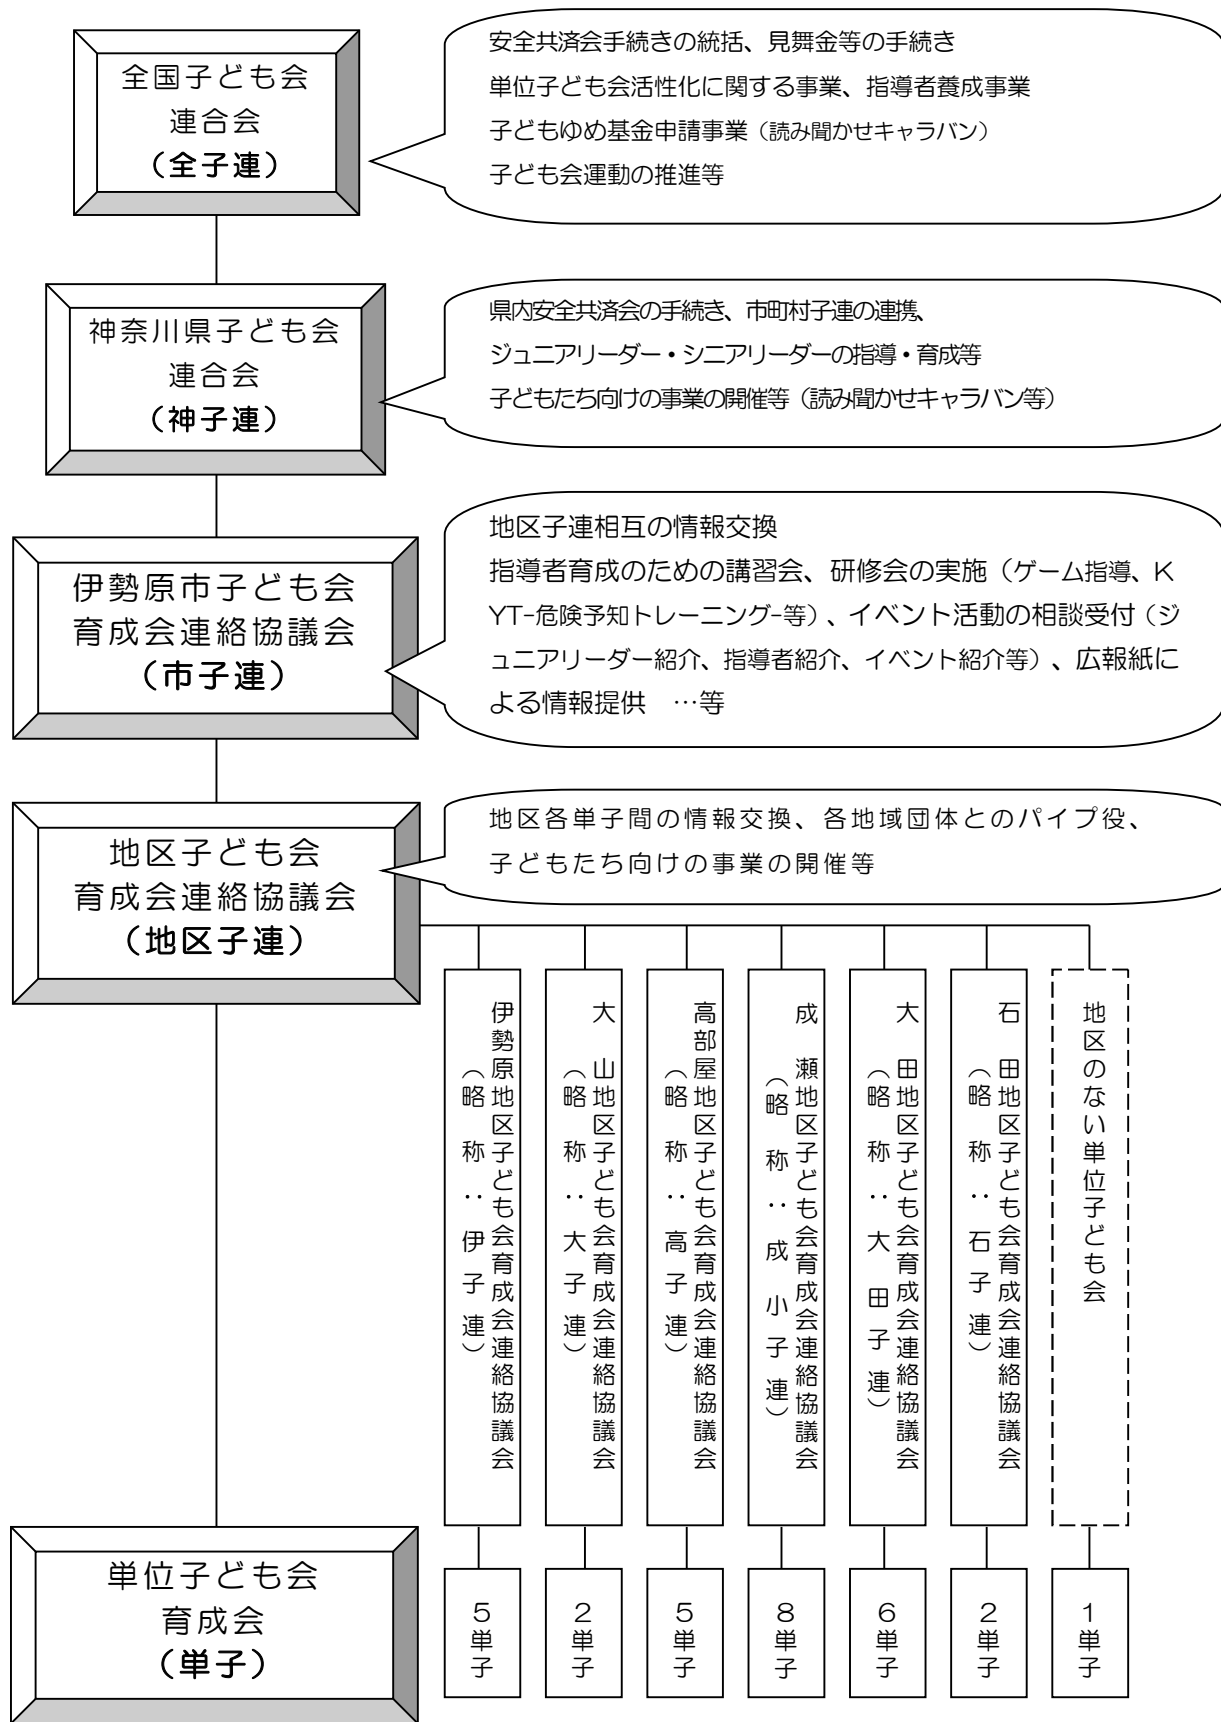 全国子ども会
連合会
（全子連）
安全共済会手続きの統括、見舞金等の手続き
単位子ども会活性化に関する事業、指導者養成事業
子どもゆめ基金申請事業（読み聞かせキャラバン）
子ども会運動の推進等
神奈川県子ども会
連合会
（神子連）
県内安全共済会の手続き、市町村子連の連携、
ジュニアリーダー・シニアリーダーの指導・育成等
子どもたち向けの事業の開催等（読み聞かせキャラバン等）
伊勢原市子ども会
育成会連絡協議会
（市子連）
地区子連相互の情報交換
指導者育成のための講習会、研修会の実施（ゲーム指導、K
YT-危険予知トレーニング-等）、イベント活動の相談受付（ジ
ュニアリーダー紹介、指導者紹介、イベント紹介等）、広報紙に
よる情報提供　…等
地区子ども会
育成会連絡協議会
（地区子連）
地区各単子間の情報交換、各地域団体とのパイプ役、
子どもたち向けの事業の開催等
伊勢原地区子ども会育成会連絡協議会
（略　称：伊子連）
大　山地区子ども会育成会連絡協議会
（略　称：大子連）
高部屋地区子ども会育成会連絡協議会
（略　称：高子連）
成　瀬地区子ども会育成会連絡協議会
（略　称：成小子連）
大　田地区子ども会育成会連絡協議会
（略　称：大田子連）
石　田地区子ども会育成会連絡協議会
（略　称：石子連）
地区のない単位子ども会
単位子ども会
育成会
（単子）
5単子
2単子
5単子
8単子
6単子
2単子
1単子